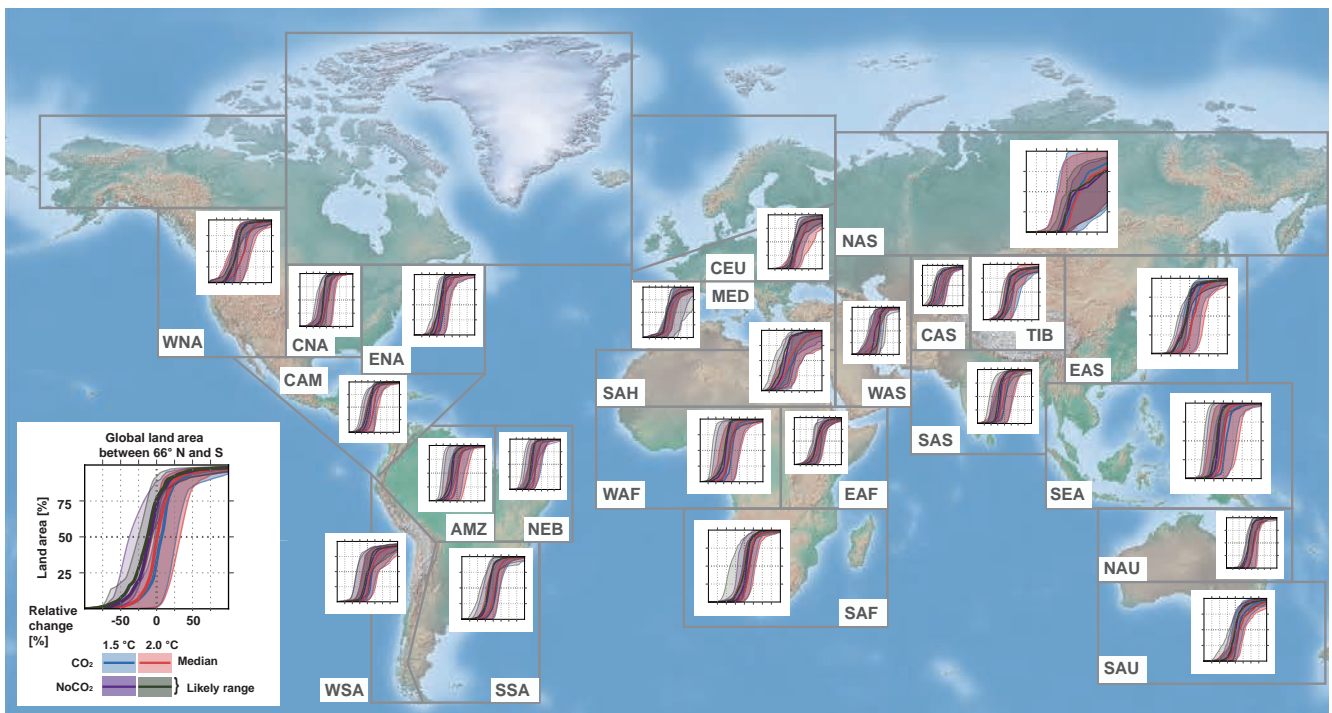 NAS
CEU
MED
WNA
CNA
ENA
CAS
TIB
CAM
SAH
WAS
EAS
SAS
Global land area
between 66° N and S
Land area [%]
75
50
25
Relative
change
[%]
-50
0
50
1.5 °C
2.0 °C
CO₂
Median
NoCO₂
} Likely range
WAF
EAF
SEA
AMZ
NEB
NAU
SAF
SAU
WSA
SSA